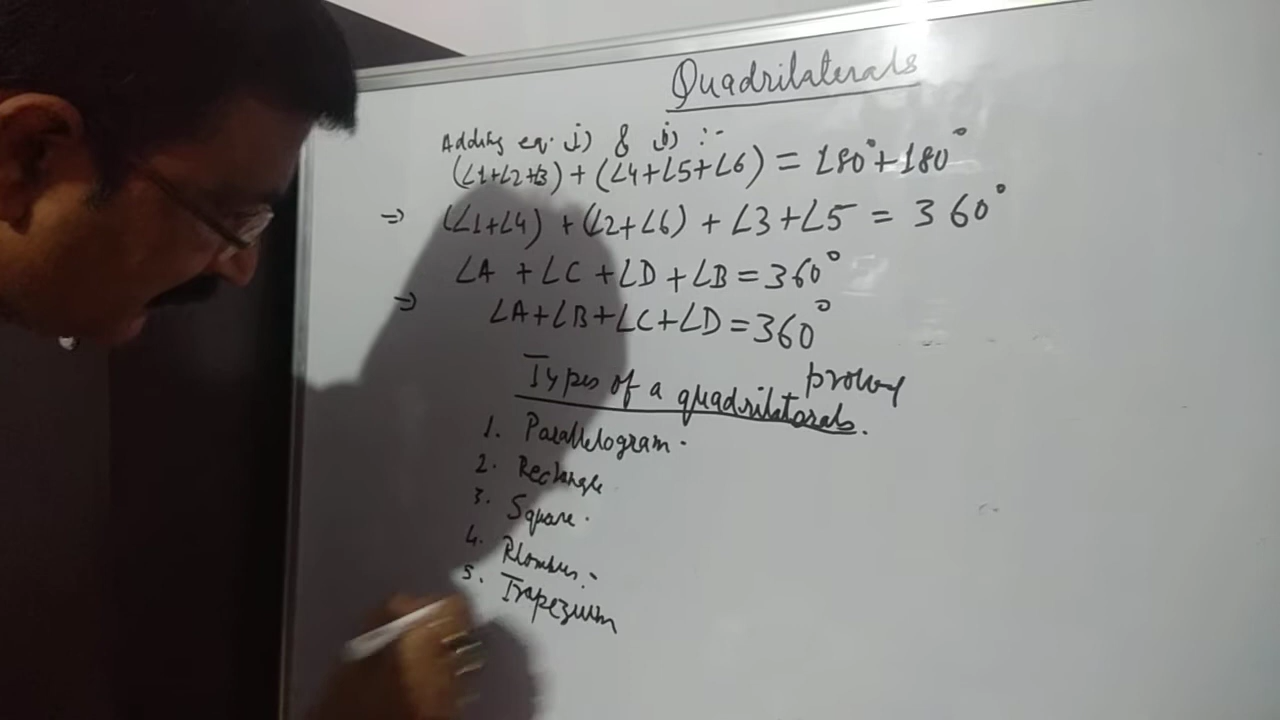 Quadrilaterals
Adding eq. i) & ii) :-
(∠1+∠2+∠3) + (∠4+∠5+∠6) = 180° + 180°
⇒ (∠1+∠4) + (∠2+∠6) + ∠3+∠5 = 360°
∠A + ∠C + ∠D + ∠B = 360°
⇒ ∠A+∠B+∠C+∠D = 360°
proved
Types of a quadrilaterals.
1. Parallelogram.
2. Rectangle
3. Square.
4. Rhombus:-
5. Trapezium